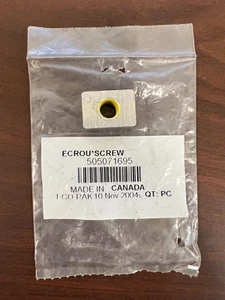 ECROU*SCREW
505071695
MADE IN CANADA
ECO-PAK 10 Nov 2004, QT: PC